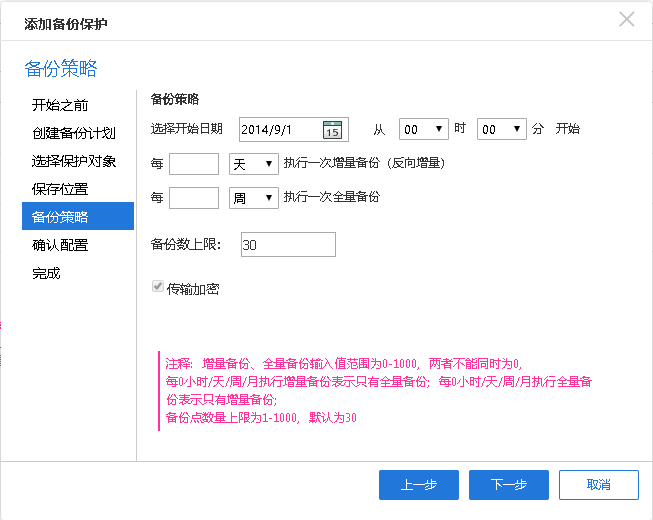 添加备份保护
备份策略
开始之前
创建备份计划
选择保护对象
保存位置
备份策略
确认配置
完成
备份策略
选择开始日期 2014/9/1 15 从 00 时 00 分 开始
每 天 执行一次增量备份（反向增量）
每 周 执行一次全量备份
备份数上限： 30
传输加密
注释：增量备份、全量备份输入值范围为0-1000，两者不能同时为0,
每0小时/天/周/月执行增量备份表示只有全量备份；每0小时/天/周/月执行全量备
份表示只有增量备份;
备份点数量上限为1-1000，默认为30
上一步 下一步 取消